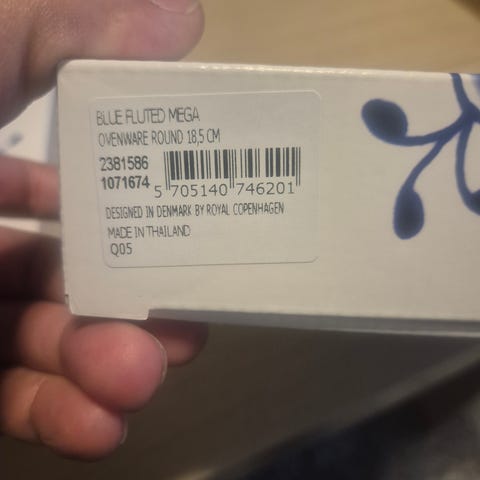 BLUE FLUTED MEGA
OVENWARE ROUND 18,5 CM
2381586
1071674
5 705140 746201
DESIGNED IN DENMARK BY ROYAL COPENHAGEN
MADE IN THAILAND
Q05